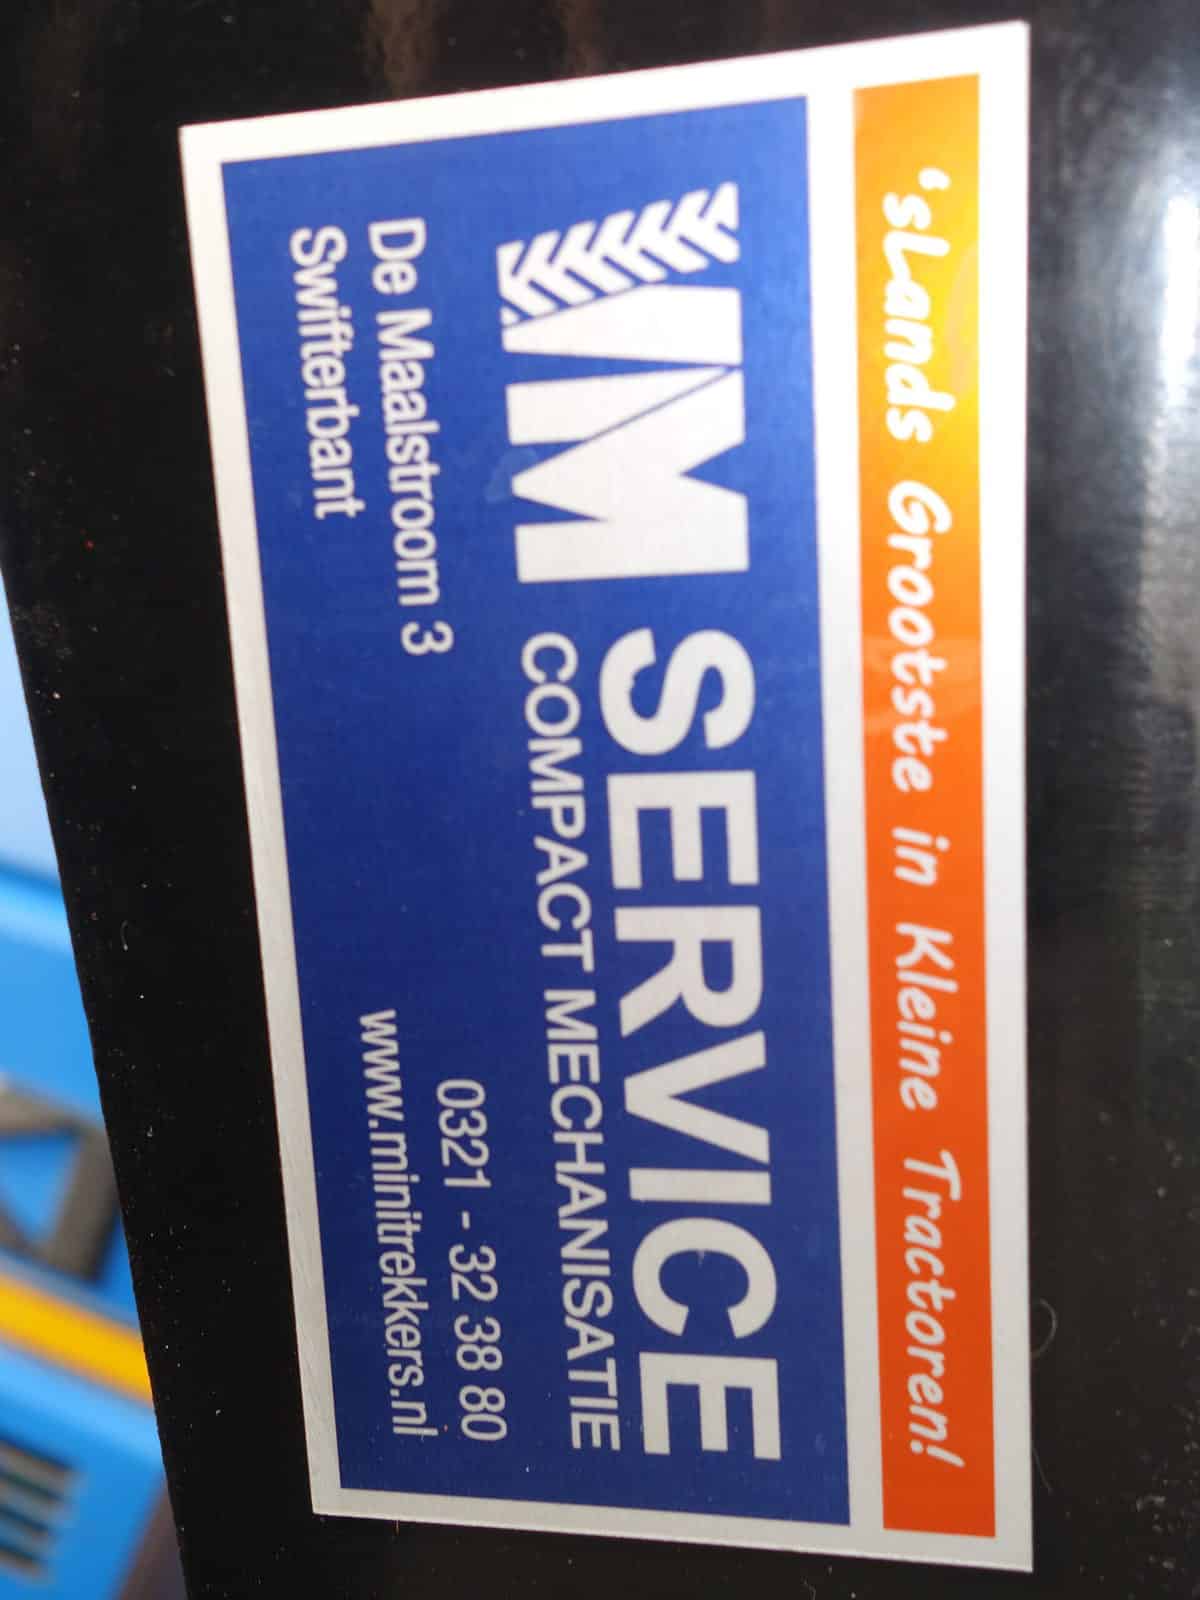 'sLands Grootste in Kleine Tractoren!
VM SERVICE
COMPACT MECHANISATIE
De Maalstroom 3
Swifterbant
0321 - 32 38 80
www.minitrekkers.nl